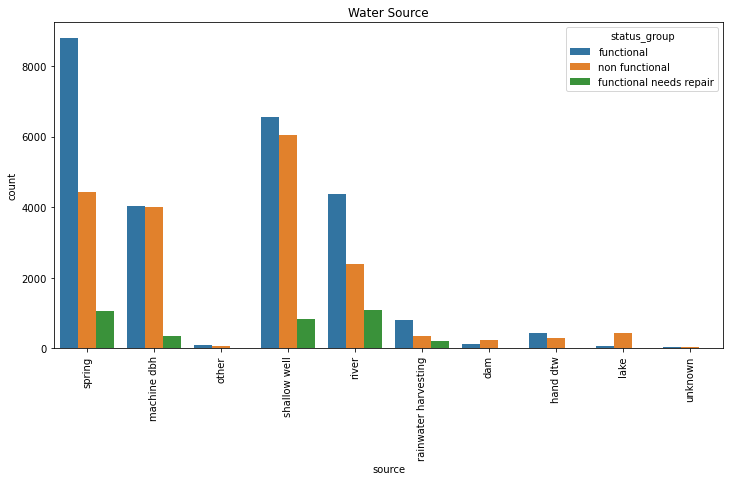 Water Source
status_group
functional
non functional
functional needs repair
count
8000
6000
4000
2000
0
spring
machine dbh
other
shallow well
river
rainwater harvesting
dam
hand dtw
lake
unknown
source